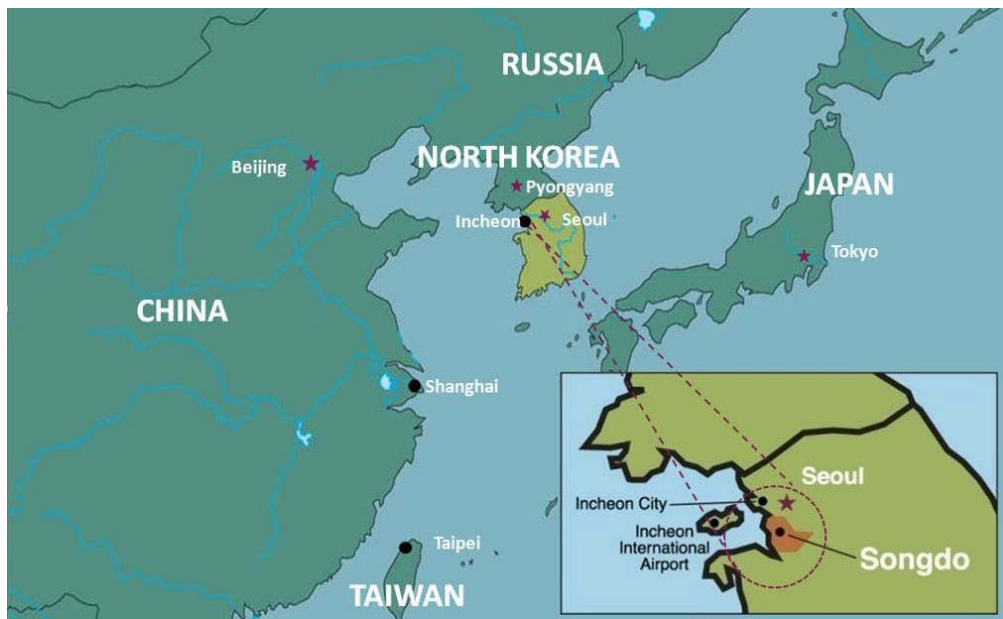 RUSSIA
NORTH KOREA
Beijing
Pyongyang
JAPAN
Incheon
Seoul
Tokyo
CHINA
Shanghai
Taipei
TAIWAN
Seoul
Incheon City
Incheon
International
Airport
Songdo